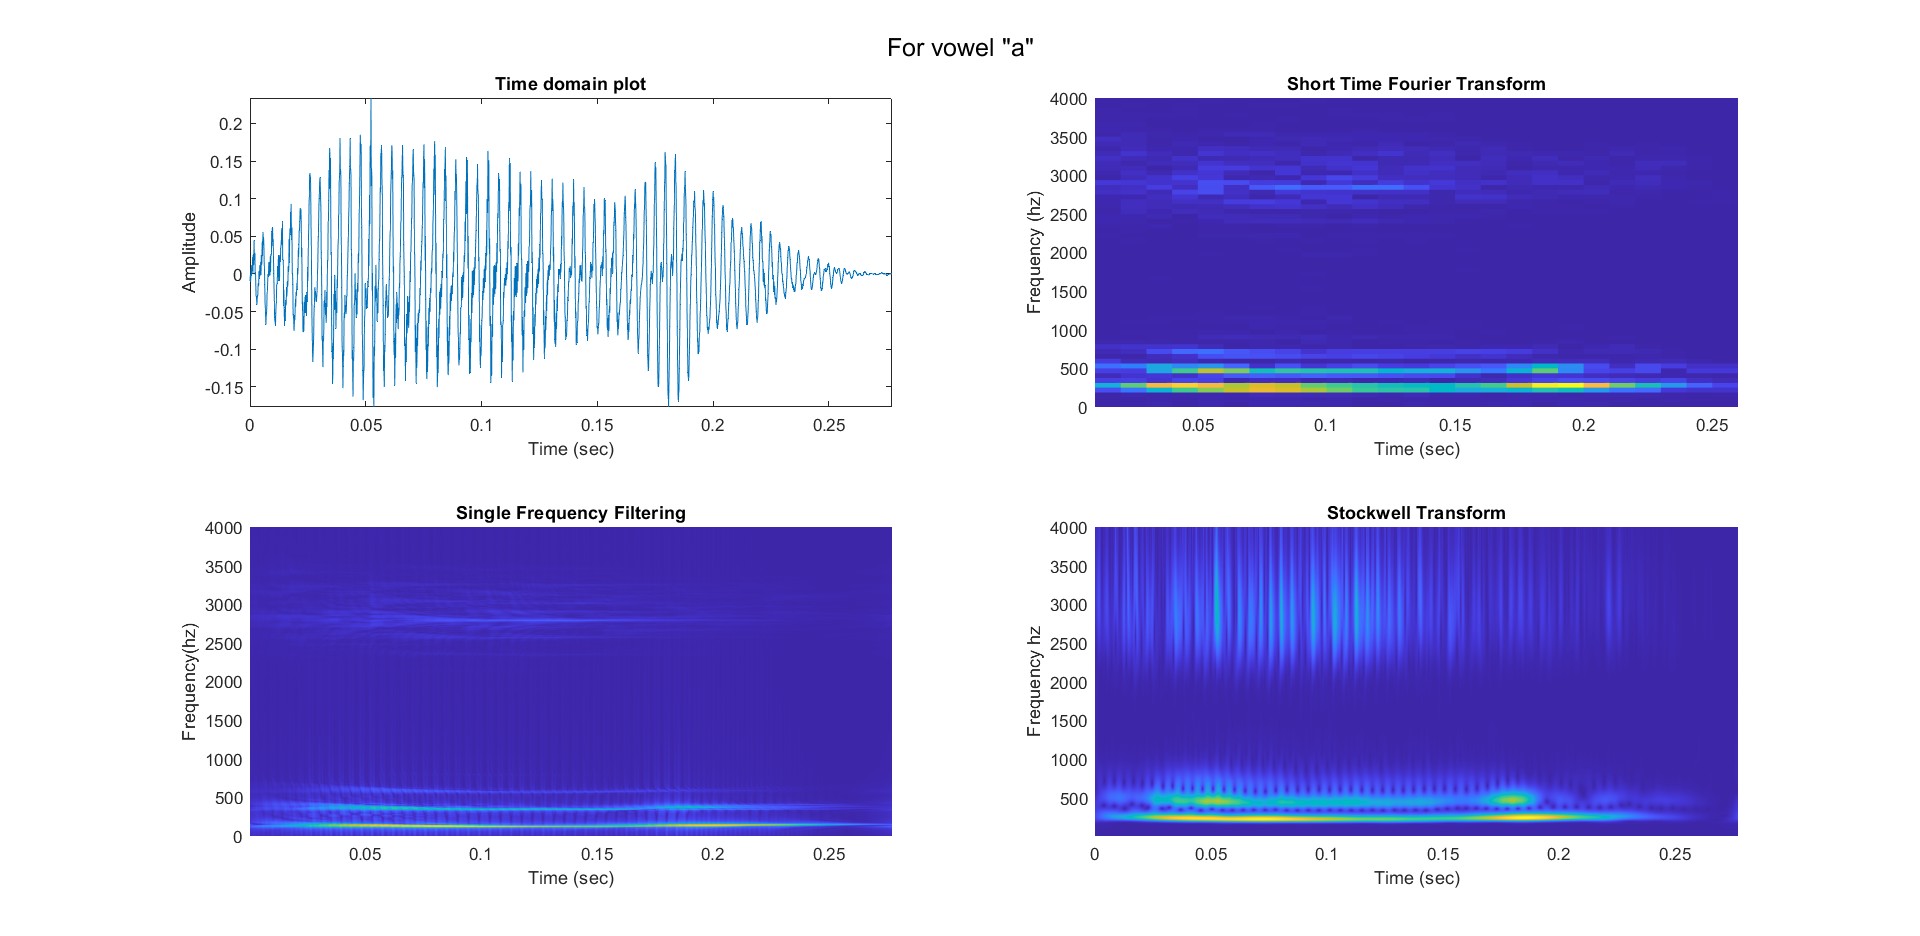 For vowel "a"
Time domain plot
Amplitude
0.2
0.15
0.1
0.05
0
-0.05
-0.1
-0.15
0 0.05 0.1 0.15 0.2 0.25
Time (sec)
Short Time Fourier Transform
Frequency (hz)
4000
3500
3000
2500
2000
1500
1000
500
0
0.05 0.1 0.15 0.2 0.25
Time (sec)
Single Frequency Filtering
Frequency(hz)
4000
3500
3000
2500
2000
1500
1000
500
0
0.05 0.1 0.15 0.2 0.25
Time (sec)
Stockwell Transform
Frequency hz
4000
3500
3000
2500
2000
1500
1000
500
0 0.05 0.1 0.15 0.2 0.25
Time (sec)